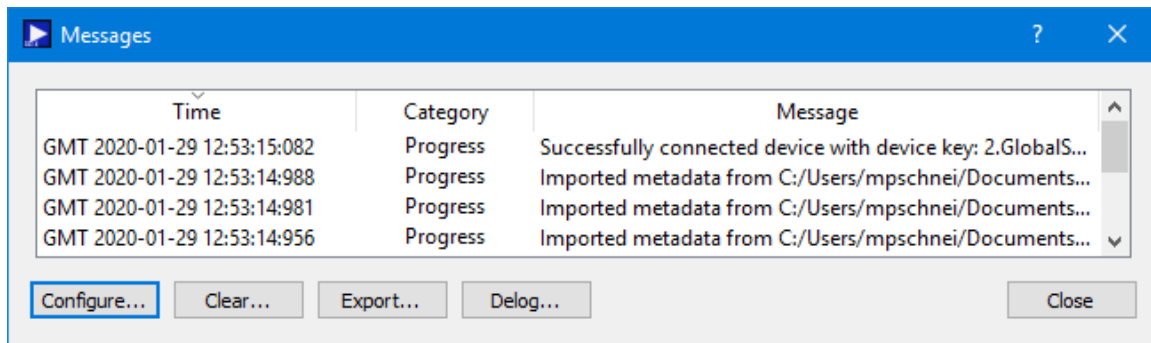 Messages
Time Category Message
GMT 2020-01-29 12:53:15:082 Progress Successfully connected device with device key: 2.GlobalS...
GMT 2020-01-29 12:53:14:988 Progress Imported metadata from C:/Users/mpschnei/Documents...
GMT 2020-01-29 12:53:14:981 Progress Imported metadata from C:/Users/mpschnei/Documents...
GMT 2020-01-29 12:53:14:956 Progress Imported metadata from C:/Users/mpschnei/Documents...
Configure... Clear... Export... Delog... Close